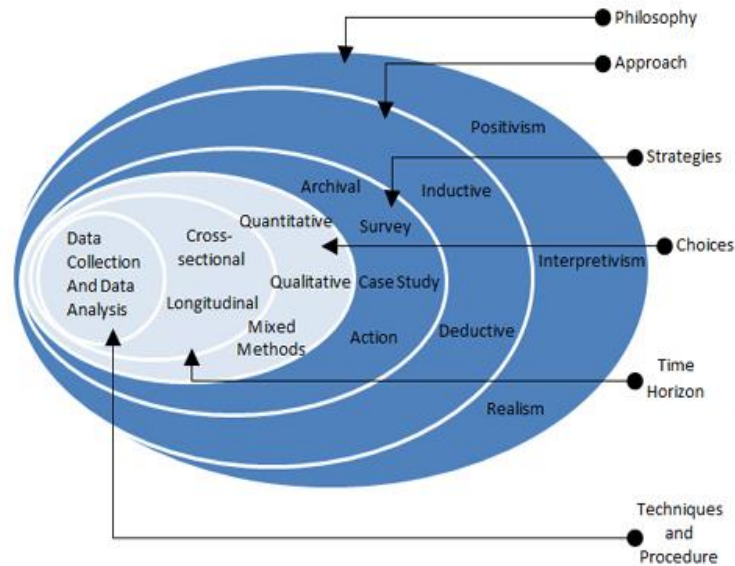 Philosophy
Approach
Positivism
Strategies
Archival
Inductive
Quantitative
Survey
Data
Collection
And Data
Analysis
Cross-
sectional
Choices
Interpretivism
Qualitative
Case Study
Longitudinal
Mixed
Methods
Action
Deductive
Time
Horizon
Realism
Techniques
and
Procedure